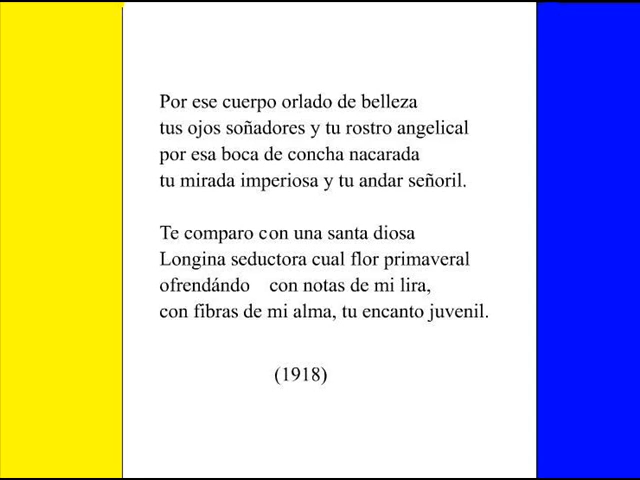 Por ese cuerpo orlado de belleza
tus ojos soñadores y tu rostro angelical
por esa boca de concha nacarada
tu mirada imperiosa y tu andar señoril.
Te comparo con una santa diosa
Longina seductora cual flor primaveral
ofrendándo con notas de mi lira,
con fibras de mi alma, tu encanto juvenil.
(1918)